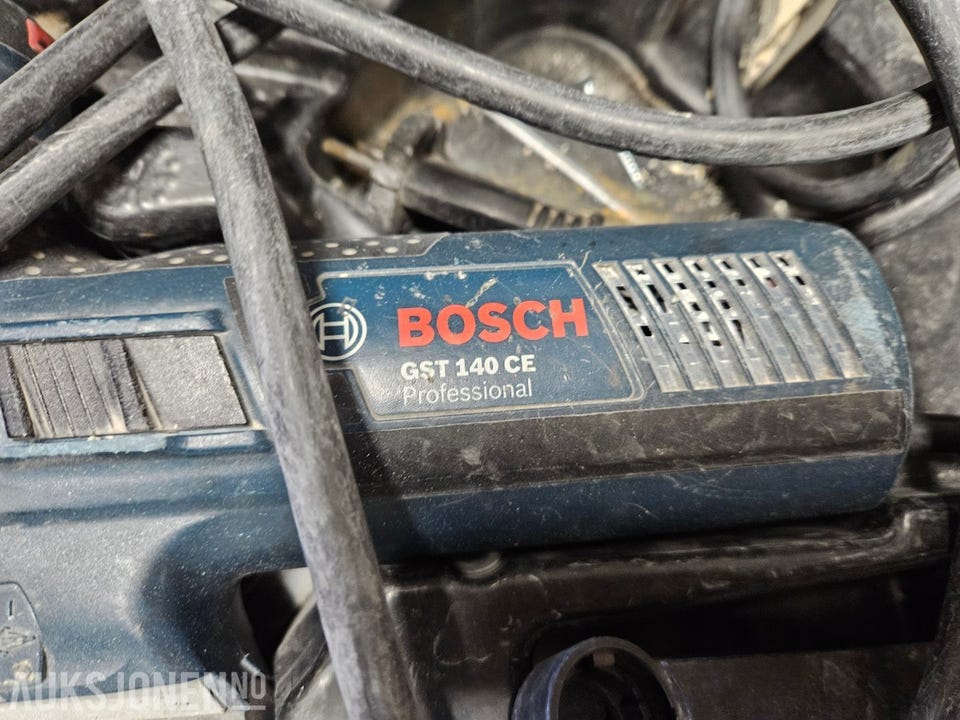 BOSCH
GST 140 CE
Professional
AUKSJONEN.NO